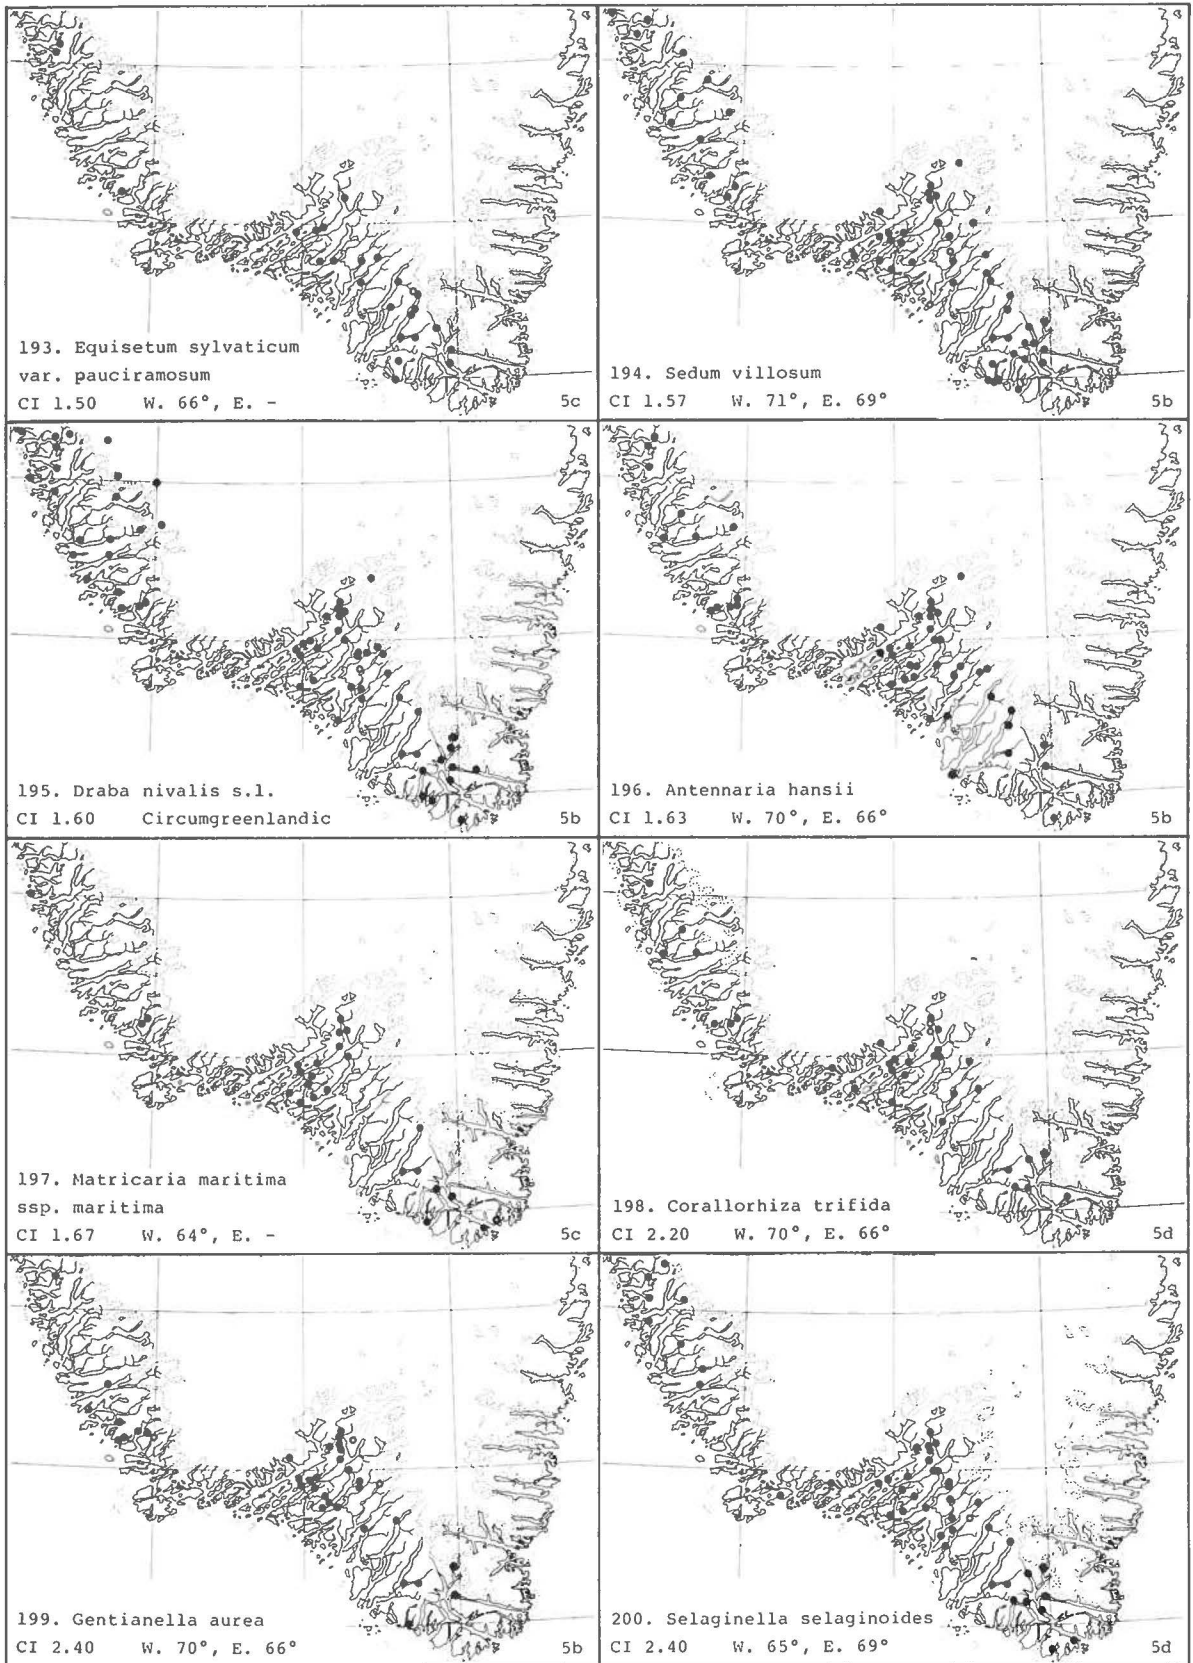 193. Equisetum sylvaticum
var. pauciramosum
CI 1.50 W. 66°, E. - 5c
194. Sedum villosum
CI 1.57 W. 71°, E. 69° 5b
195. Draba nivalis s.l.
CI 1.60 Circumgreenlandic 5b
196. Antennaria hansii
CI 1.63 W. 70°, E. 66° 5b
197. Matricaria maritima
ssp. maritima
CI 1.67 W. 64°, E. - 5c
198. Corallorhiza trifida
CI 2.20 W. 70°, E. 66° 5d
199. Gentianella aurea
CI 2.40 W. 70°, E. 66° 5b
200. Selaginella selaginoides
CI 2.40 W. 65°, E. 69° 5d